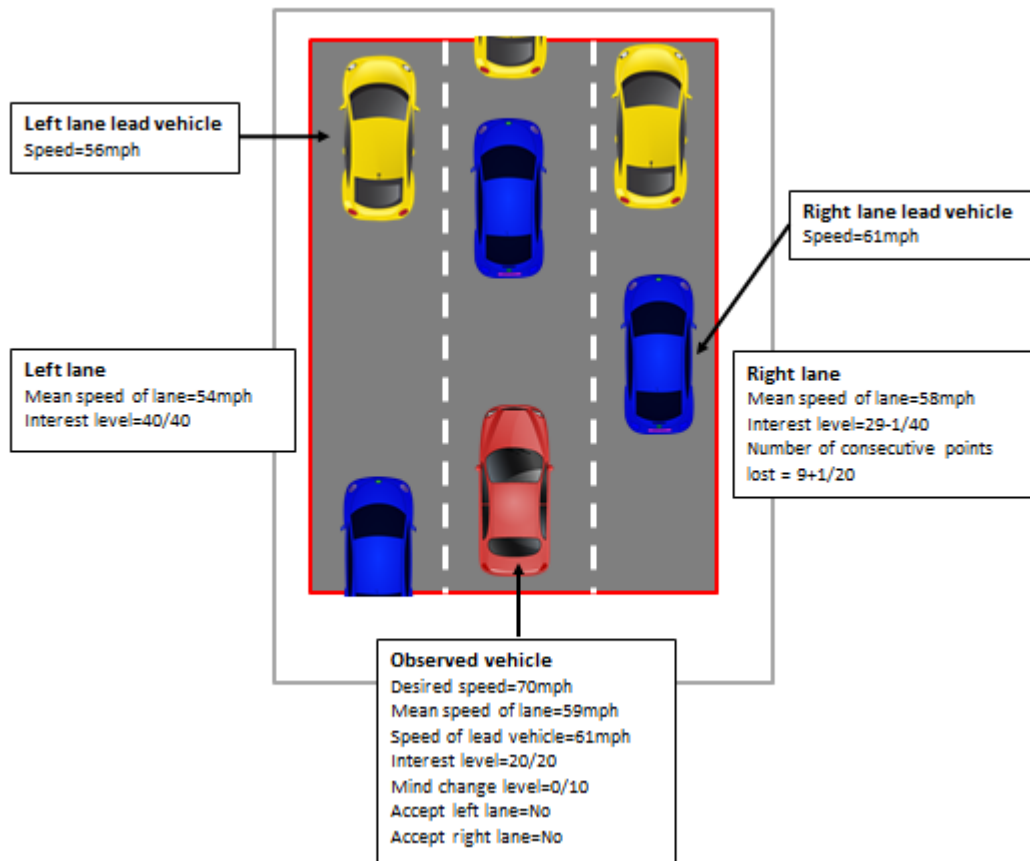 Left lane lead vehicle
Speed=56mph
Right lane lead vehicle
Speed=61mph
Left lane
Mean speed of lane=54mph
Interest level=40/40
Right lane
Mean speed of lane=58mph
Interest level=29-1/40
Number of consecutive points
lost = 9+1/20
Observed vehicle
Desired speed=70mph
Mean speed of lane=59mph
Speed of lead vehicle=61mph
Interest level=20/20
Mind change level=0/10
Accept left lane=No
Accept right lane=No